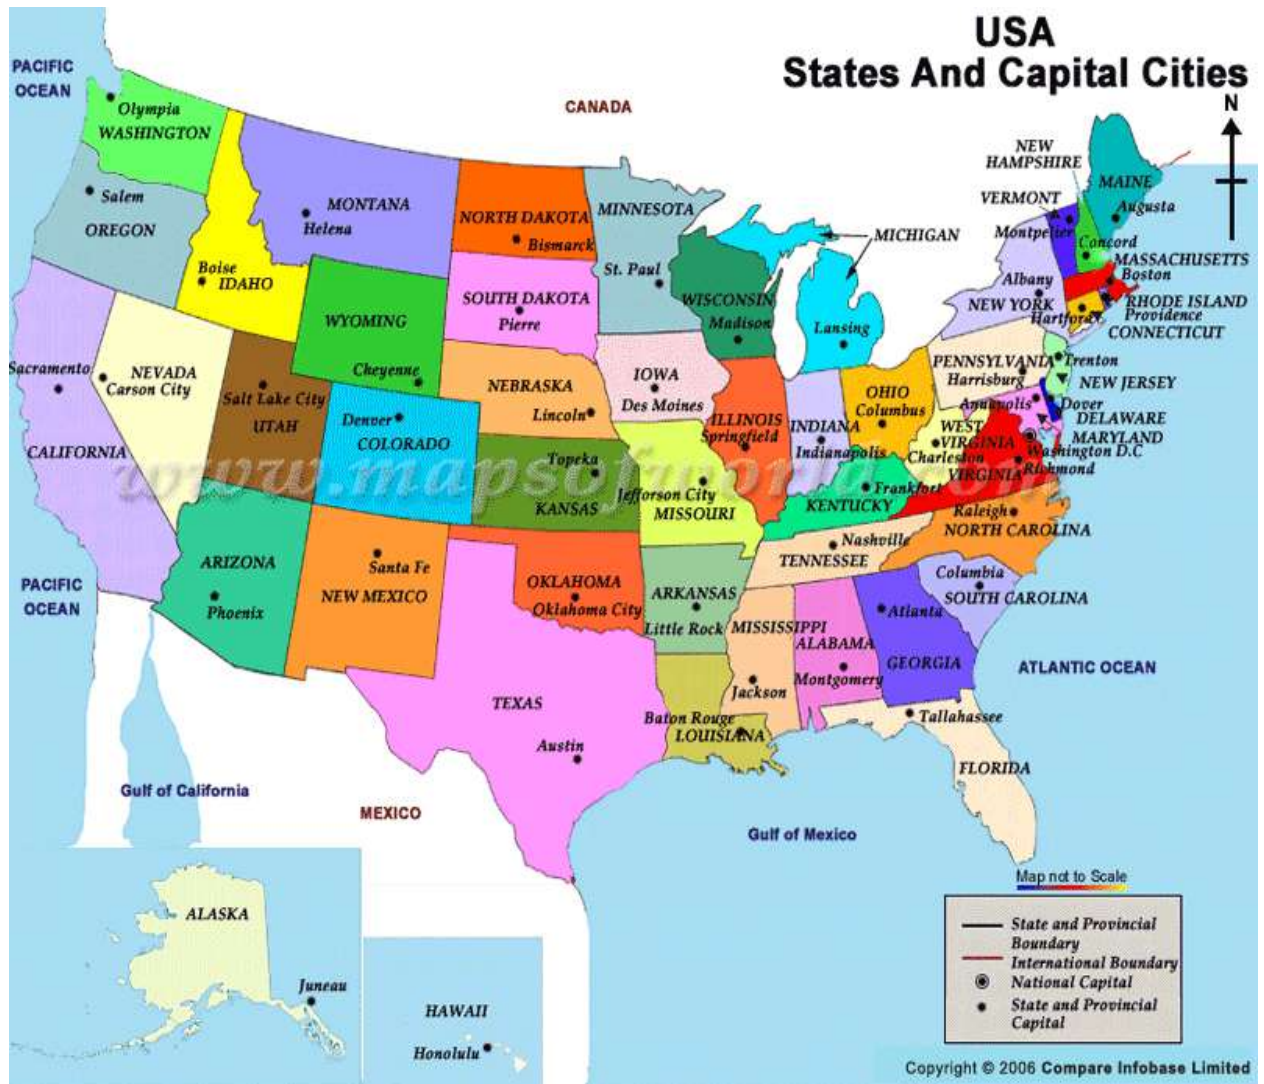 USA
States And Capital Cities
N
PACIFIC
OCEAN
CANADA
Olympia
WASHINGTON
Salem
OREGON
Boise
IDAHO
MONTANA
Helena
NORTH DAKOTA
Bismarck
MINNESOTA
St. Paul
SOUTH DAKOTA
Pierre
WYOMING
Cheyenne
WISCONSIN
Madison
MICHIGAN
Lansing
NEW
HAMPSHIRE
VERMONT
Montpelier
MAINE
Augusta
Concord
MASSACHUSETTS
Boston
Albany
NEW YORK
RHODE ISLAND
Providence
Hartford
CONNECTICUT
Sacramento
CALIFORNIA
NEVADA
Carson City
Salt Lake City
UTAH
Denver
COLORADO
NEBRASKA
Lincoln
IOWA
Des Moines
ILLINOIS
Springfield
INDIANA
Indianapolis
OHIO
Columbus
PENNSYLVANIA
Harrisburg
Trenton
NEW JERSEY
Annapolis
Dover
DELAWARE
MARYLAND
Washington D.C
WEST
VIRGINIA
Charleston
VIRGINIA
Richmond
www.mapsofworld.com
Topeka
KANSAS
Jefferson City
MISSOURI
Frankfort
KENTUCKY
Raleigh
NORTH CAROLINA
Nashville
TENNESSEE
Columbia
SOUTH CAROLINA
PACIFIC
OCEAN
ARIZONA
Phoenix
Santa Fe
NEW MEXICO
OKLAHOMA
Oklahoma City
ARKANSAS
Little Rock
MISSISSIPPI
Jackson
ALABAMA
Montgomery
Atlanta
GEORGIA
ATLANTIC OCEAN
TEXAS
Austin
Baton Rouge
LOUISIANA
Tallahassee
FLORIDA
Gulf of California
MEXICO
Gulf of Mexico
ALASKA
Juneau
HAWAII
Honolulu
Map not to Scale
State and Provincial
Boundary
International Boundary
National Capital
State and Provincial
Capital
Copyright © 2006 Compare Infobase Limited